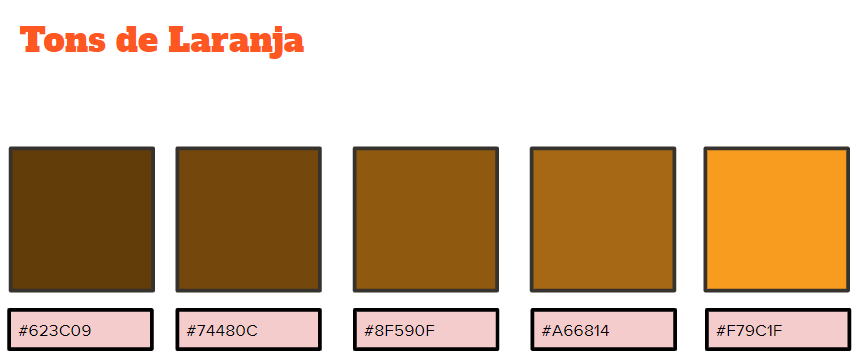 Tons de Laranja
#623C09
#74480C
#8F590F
#A66814
#F79C1F